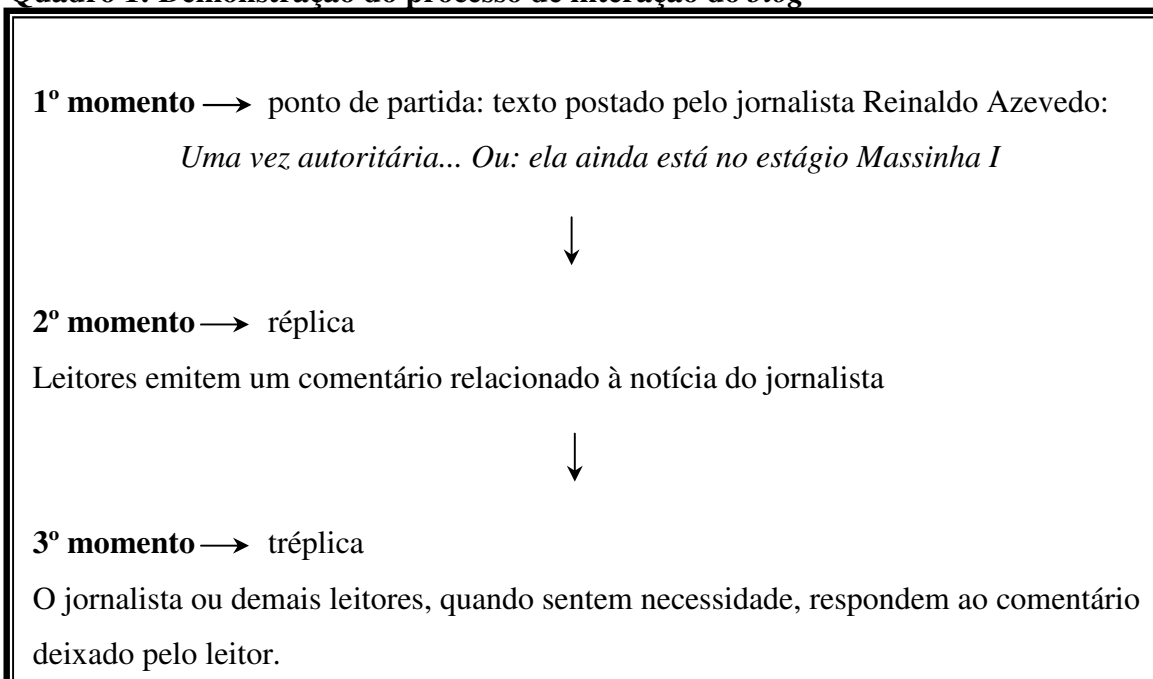 Quadro 1: Demonstração do processo de interação do blog
1º momento → ponto de partida: texto postado pelo jornalista Reinaldo Azevedo:
Uma vez autoritária... Ou: ela ainda está no estágio Massinha I
↓
2º momento → réplica
Leitores emitem um comentário relacionado à notícia do jornalista
↓
3º momento → tréplica
O jornalista ou demais leitores, quando sentem necessidade, respondem ao comentário
deixado pelo leitor.